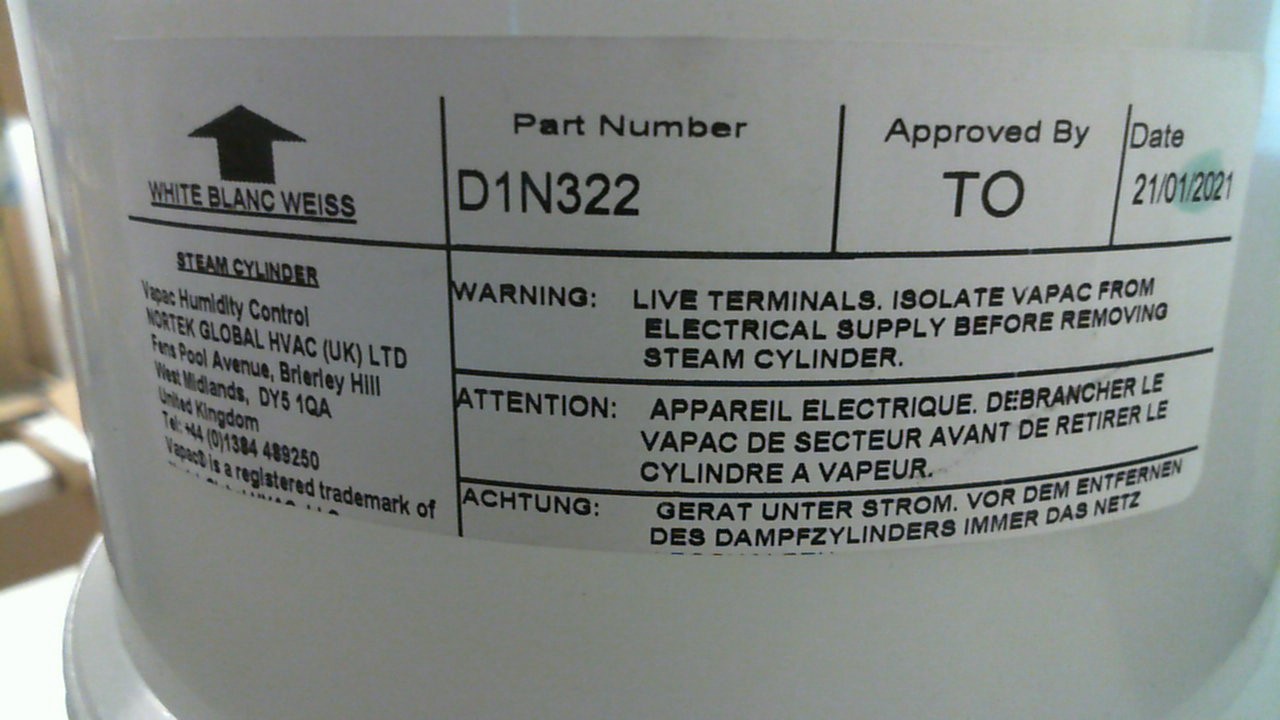 WHITE BLANC WEISS
Part Number
D1N322
Approved By
TO
Date
21/01/2021
STEAM CYLINDER
Vapac Humidity Control
NORTEK GLOBAL HVAC (UK) LTD
Fens Pool Avenue, Brierley Hill
West Midlands, DY5 1QA
United Kingdom
Tel: +44 (0)1384 489250
Vapac® is a registered trademark of
WARNING: LIVE TERMINALS. ISOLATE VAPAC FROM
ELECTRICAL SUPPLY BEFORE REMOVING
STEAM CYLINDER.
ATTENTION: APPAREIL ELECTRIQUE. DEBRANCHER LE
VAPAC DE SECTEUR AVANT DE RETIRER LE
CYLINDRE A VAPEUR.
ACHTUNG: GERAT UNTER STROM. VOR DEM ENTFERNEN
DES DAMPFZYLINDERS IMMER DAS NETZ